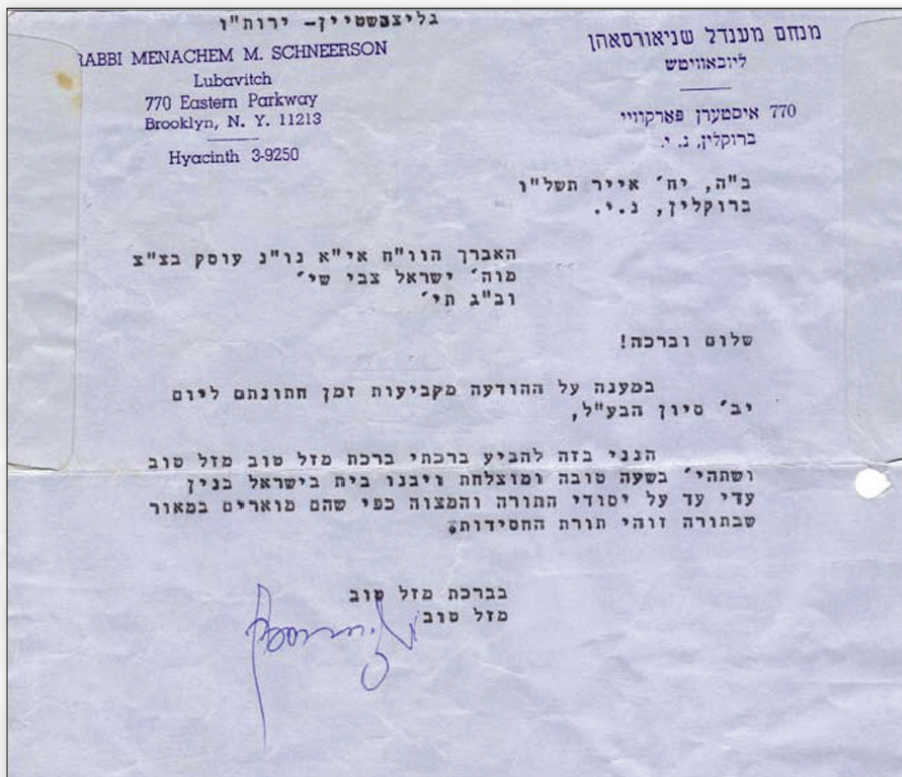 גליצבשטיין- ירות"ו
RABBI MENACHEM M. SCHNEERSON
Lubavitch
770 Eastern Parkway
Brooklyn, N. Y. 11213
Hyacinth 3-9250
מנחם מענדל שניאורסאהן
ליובאוויטש
770 איסטערן פארקוויי
ברוקלין, נ. י.
ב"ה, יח' אייר תשל"ו
ברוקלין, נ.י.
האברך הוו"ח אי"א נו"נ עוסק בצ"צ
מוה' ישראל צבי שי'
וב"ג תי'
שלום וברכה!
במענה על ההודעה מקביעות זמן חתונתם ליום
יב' סיון הבע"ל,
הנני בזה להביע ברכתי ברכת מזל טוב מזל טוב
ושתהי' בשעה טובה ומוצלחת ויבנו בית בישראל בנין
עדי עד על יסודי התורה והמצוה כפי שהם מוארים במאור
שבתורה זוהי תורת החסידות.
בברכת מזל טוב
מזל טוב